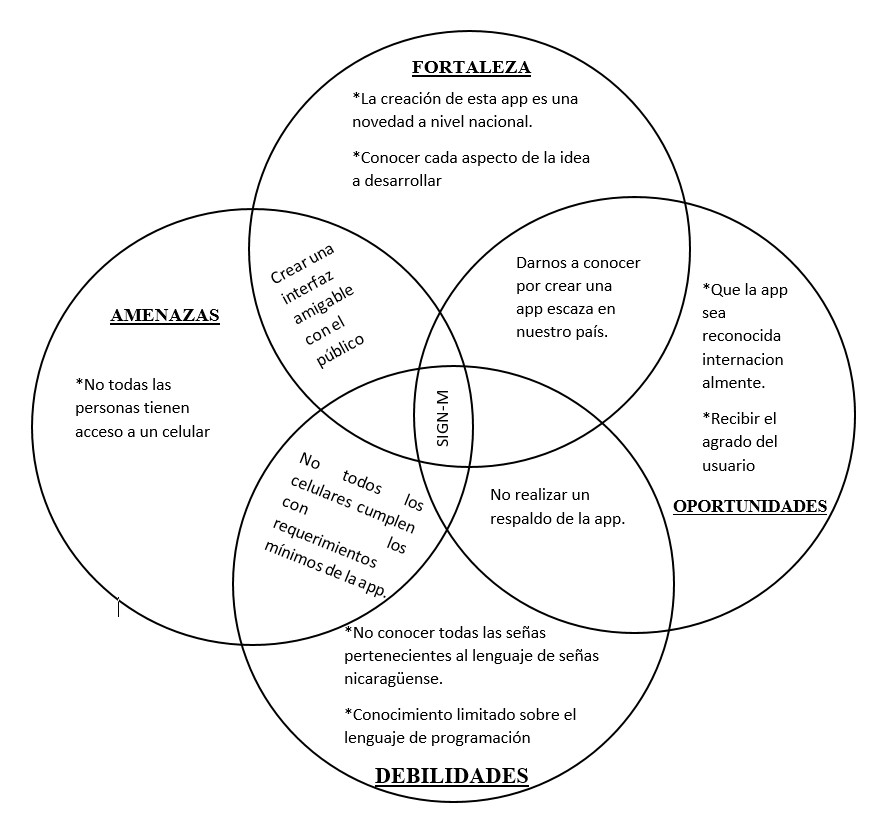 FORTALEZA
*La creación de esta app es una
novedad a nivel nacional.
*Conocer cada aspecto de la idea
a desarrollar
Crear una
interfaz
amigable
con el
público
Darnos a conocer
por crear una
app escaza en
nuestro país.
AMENAZAS
*No todas las
personas tienen
acceso a un celular
*Que la app
sea
reconocida
internacion
almente.
*Recibir el
agrado del
usuario
OPORTUNIDADES
SIGN-M
No todos los
celulares cumplen
con los
requerimientos
mínimos de la app.
No realizar un
respaldo de la app.
*No conocer todas las señas
pertenecientes al lenguaje de señas
nicaragüense.
*Conocimiento limitado sobre el
lenguaje de programación
DEBILIDADES